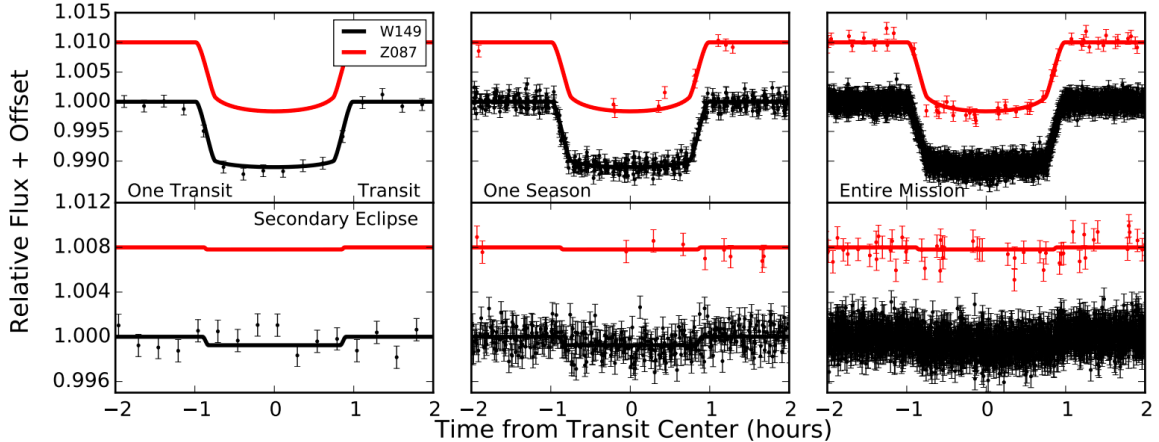 Relative Flux + Offset
1.015
1.010
1.005
1.000
0.995
0.990
W149
Z087
One Transit
Transit
One Season
Entire Mission
1.012
1.008
1.004
1.000
0.996
Secondary Eclipse
−2 −1 0 1 2
−2 −1 0 1 2
−2 −1 0 1 2
Time from Transit Center (hours)